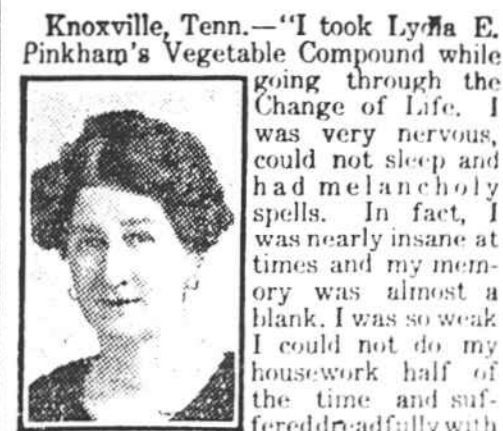 Knoxville, Tenn.—"I took Lydia E.
Pinkham's Vegetable Compound while
going through the
Change of Life. I
was very nervous,
could not sleep and
had melancholy
spells. In fact, I
was nearly insane at
times and my mem-
ory was almost a
blank. I was so weak
I could not do my
housework half of
the time and suf-
fered dreadfully with